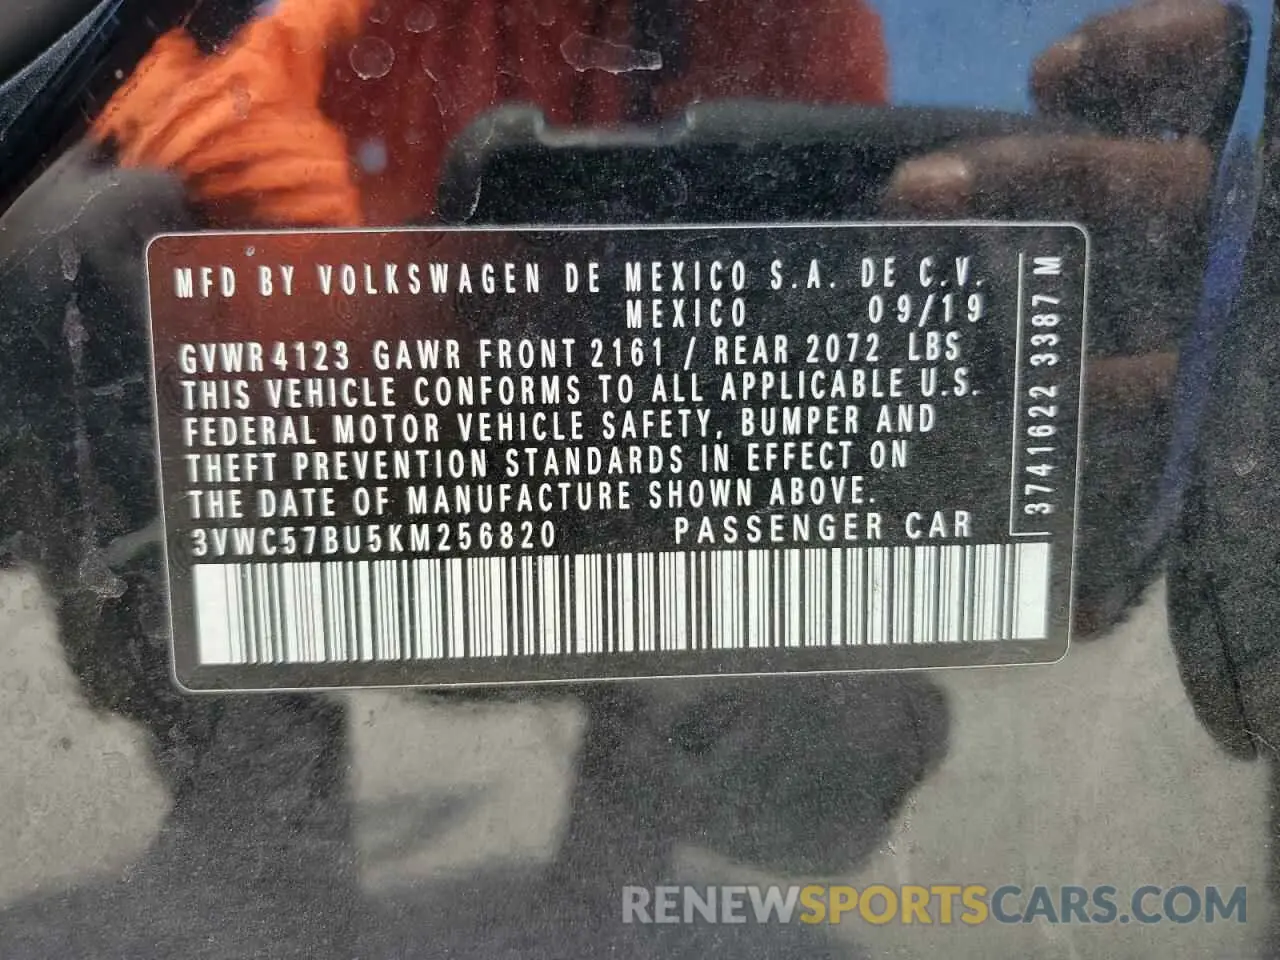 MFD BY VOLKSWAGEN DE MEXICO S.A. DE C.V.
MEXICO 09/19
GVWR 4123 GAWR FRONT 2161 / REAR 2072 LBS
THIS VEHICLE CONFORMS TO ALL APPLICABLE U.S.
FEDERAL MOTOR VEHICLE SAFETY, BUMPER AND
THEFT PREVENTION STANDARDS IN EFFECT ON
THE DATE OF MANUFACTURE SHOWN ABOVE.
3VWC57BU5KM256820 PASSENGER CAR
3741622 3387 M
RENEWSPORTSCARS.COM